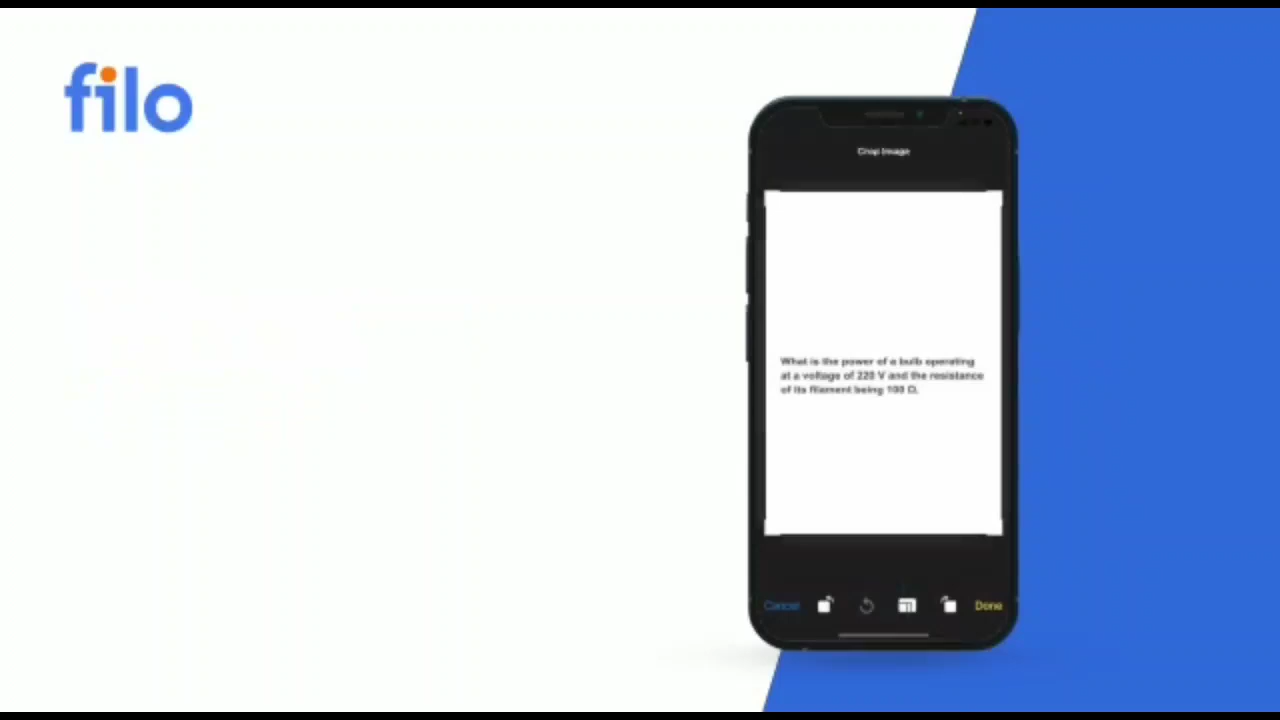 filo
Crop Image
What is the power of a bulb operating
at a voltage of 220 V and the resistance
of its filament being 100 Ω.
Cancel
Done